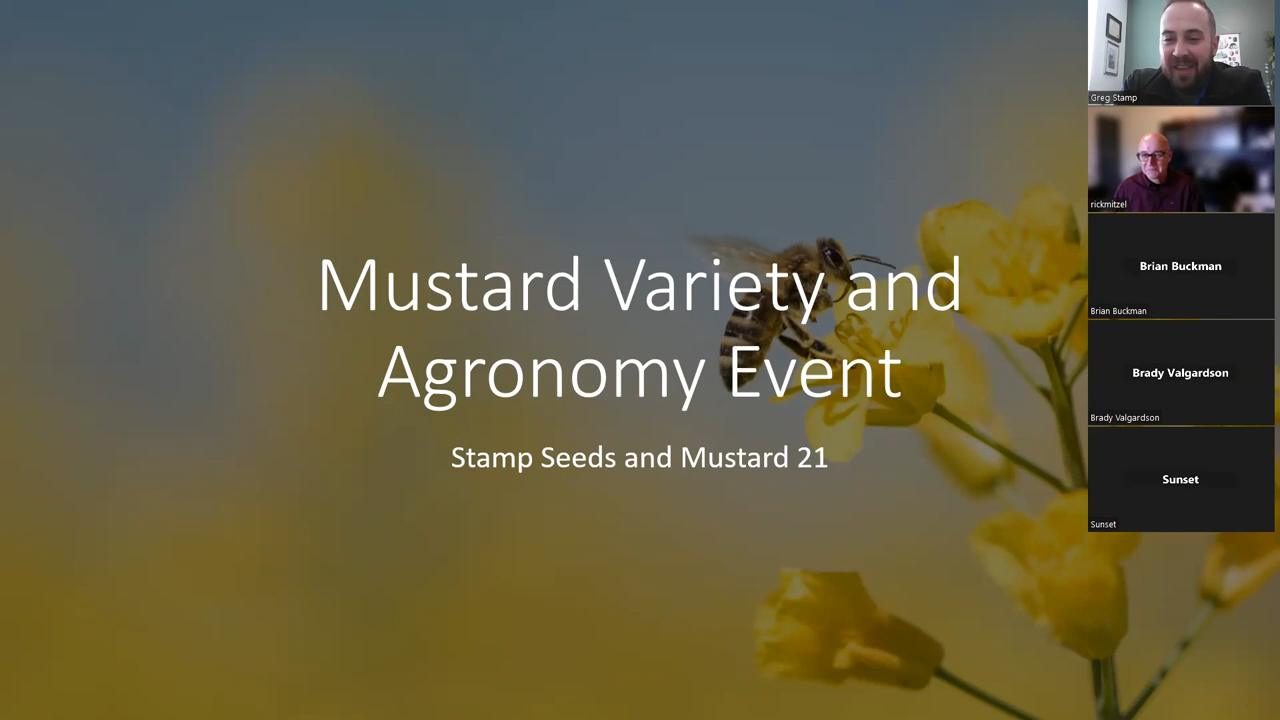 Mustard Variety and
Agronomy Event
Stamp Seeds and Mustard 21
Greg Stamp
rickmitzel
Brian Buckman
Brian Buckman
Brady Valgardson
Brady Valgardson
Sunset
Sunset